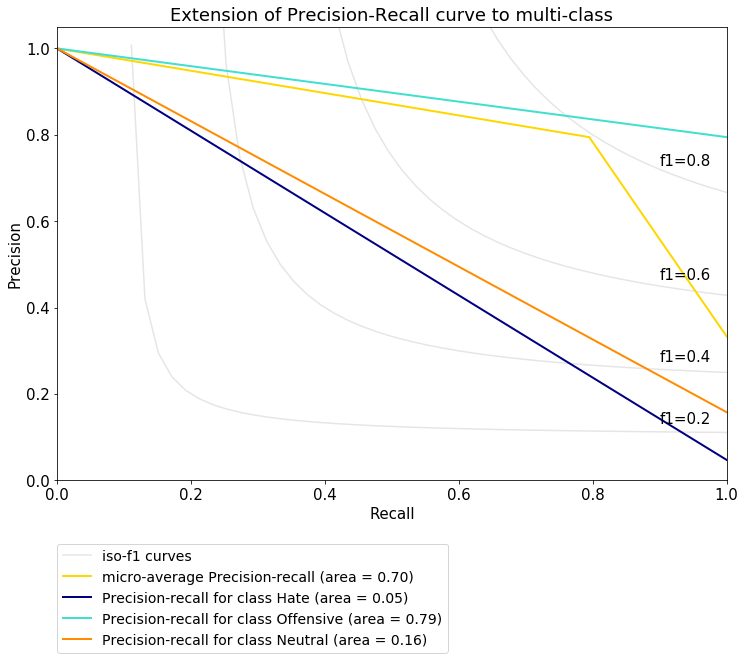 Extension of Precision-Recall curve to multi-class
1.0
0.8
0.6
0.4
0.2
0.0
Precision
f1=0.8
f1=0.6
f1=0.4
f1=0.2
0.0 0.2 0.4 0.6 0.8 1.0
Recall
iso-f1 curves
micro-average Precision-recall (area = 0.70)
Precision-recall for class Hate (area = 0.05)
Precision-recall for class Offensive (area = 0.79)
Precision-recall for class Neutral (area = 0.16)